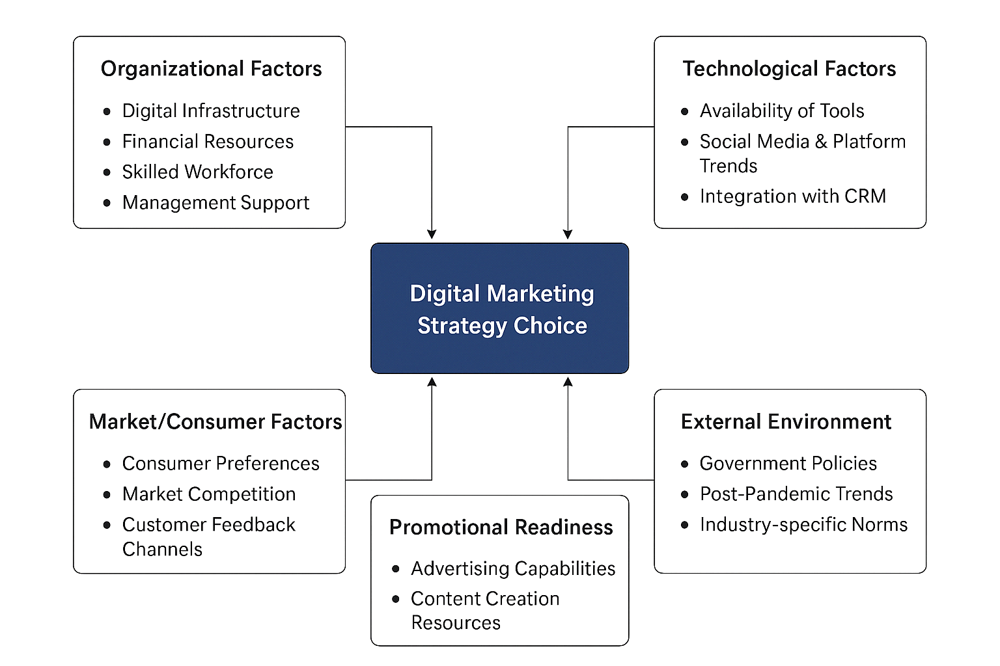 Organizational Factors
• Digital Infrastructure
• Financial Resources
• Skilled Workforce
• Management Support
Technological Factors
• Availability of Tools
• Social Media & Platform
Trends
• Integration with CRM
Digital Marketing
Strategy Choice
Market/Consumer Factors
• Consumer Preferences
• Market Competition
• Customer Feedback
Channels
Promotional Readiness
• Advertising Capabilities
• Content Creation
Resources
External Environment
• Government Policies
• Post-Pandemic Trends
• Industry-specific Norms